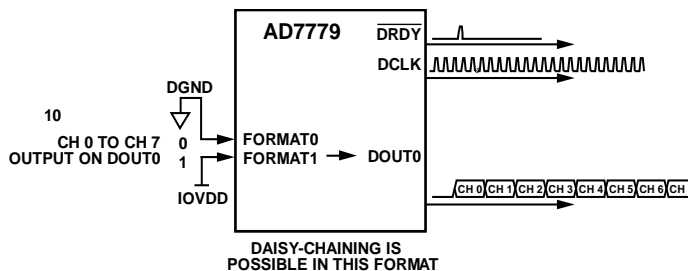 AD7779
DRDY
DCLK
DGND
10
CH 0 TO CH 7 0
OUTPUT ON DOUT0 1
FORMAT0
FORMAT1
DOUT0
IOVDD
CH 0 CH 1 CH 2 CH 3 CH 4 CH 5 CH 6 CH
DAISY-CHAINING IS
POSSIBLE IN THIS FORMAT